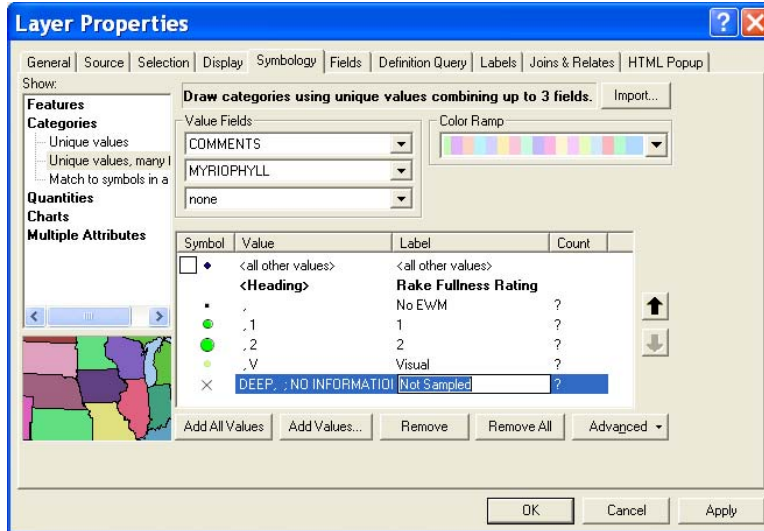 Layer Properties
General Source Selection Display Symbology Fields Definition Query Labels Joins & Relates HTML Popup
Show:
Features
Categories
Unique values
Unique values, many
Match to symbols in a
Quantities
Charts
Multiple Attributes
Draw categories using unique values combining up to 3 fields.
Import...
Value Fields
COMMENTS
MYRIOPHYLL
none
Color Ramp
Symbol Value Label Count
<all other values> <all other values>
<Heading> Rake Fullness Rating
, No EWM ?
, 1 1 ?
, 2 2 ?
, V Visual ?
DEEP, ; NO INFORMATIO Not Sampled ?
Add All Values Add Values... Remove Remove All Advanced
OK Cancel Apply